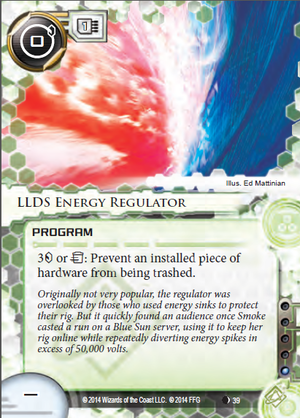 1
Illus. Ed Mattinian
LLDS ENERGY REGULATOR
PROGRAM
3 or : Prevent an installed piece of
hardware from being trashed.
Originally not very popular, the regulator was
overlooked by those who used energy sinks to protect
their rig. But it quickly found an audience once Smoke
casted a run on a Blue Sun server, using it to keep her
rig online while repeatedly diverting energy spikes in
excess of 50,000 volts.
–
© 2014 Wizards of the Coast LLC. © 2014 FFG
39